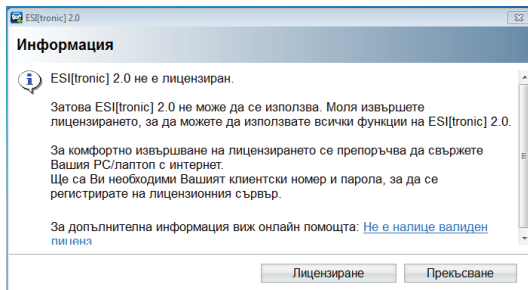 ESI[tronic] 2.0
Информация
ESI[tronic] 2.0 не е лицензиран.
Затова ESI[tronic] 2.0 не може да се използва. Моля извършете
лицензирането, за да можете да използвате всички функции на ESI[tronic] 2.0.
За комфортно извършване на лицензирането се препоръчва да свържете
Вашия PC/лаптоп с интернет.
Ще са Ви необходими Вашият клиентски номер и парола, за да се
регистрирате на лицензионния сървър.
За допълнителна информация виж онлайн помощта: Не е налице валиден
лиценз
Лицензиране Прекъсване